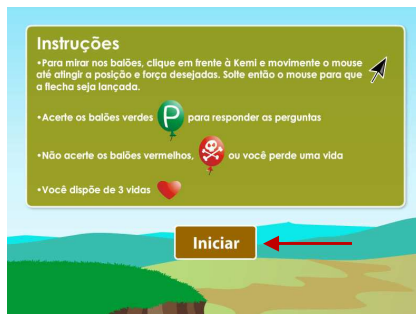 Instruções
•Para mirar nos balões, clique em frente à Kemi e movimente o mouse
até atingir a posição e força desejadas. Solte então o mouse para que
a flecha seja lançada.
•Acerte os balões verdes P para responder as perguntas
•Não acerte os balões vermelhos, ou você perde uma vida
•Você dispõe de 3 vidas
Iniciar